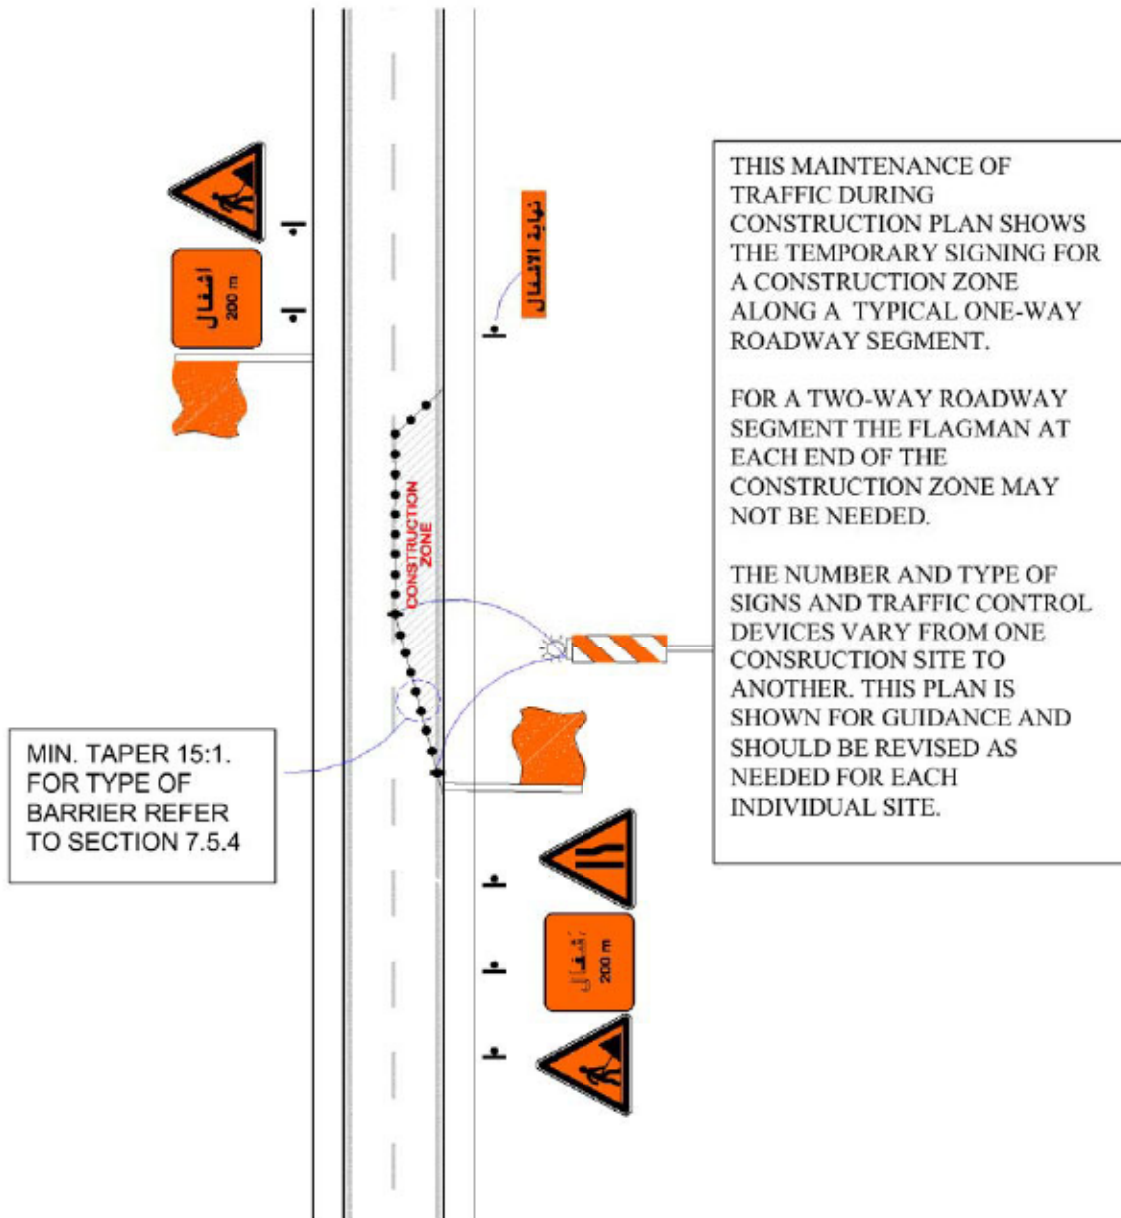 اشغال
200 m
نهاية الاشغال
THIS MAINTENANCE OF
TRAFFIC DURING
CONSTRUCTION PLAN SHOWS
THE TEMPORARY SIGNING FOR
A CONSTRUCTION ZONE
ALONG A TYPICAL ONE-WAY
ROADWAY SEGMENT.
FOR A TWO-WAY ROADWAY
SEGMENT THE FLAGMAN AT
EACH END OF THE
CONSTRUCTION ZONE MAY
NOT BE NEEDED.
THE NUMBER AND TYPE OF
SIGNS AND TRAFFIC CONTROL
DEVICES VARY FROM ONE
CONSRUCTION SITE TO
ANOTHER. THIS PLAN IS
SHOWN FOR GUIDANCE AND
SHOULD BE REVISED AS
NEEDED FOR EACH
INDIVIDUAL SITE.
CONSTRUCTION
ZONE
MIN. TAPER 15:1.
FOR TYPE OF
BARRIER REFER
TO SECTION 7.5.4
200 m